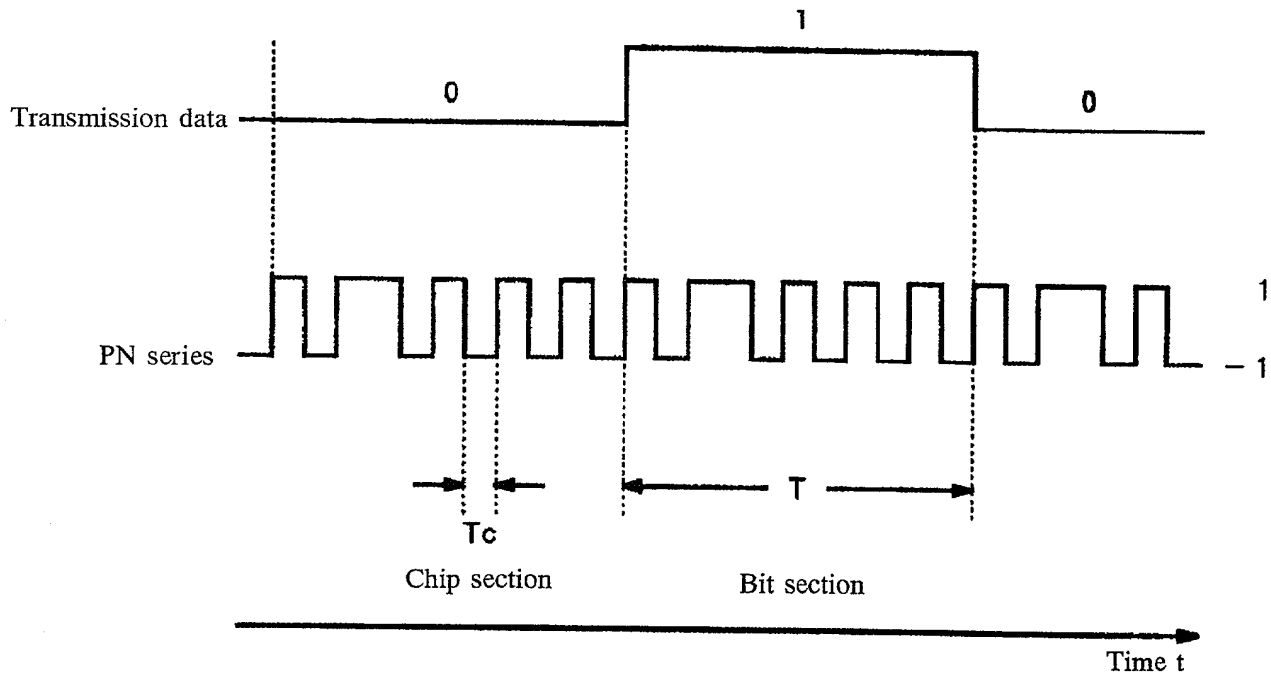 1
0
0
Transmission data
1
PN series
－1
T
Tc
Chip section
Bit section
Time t